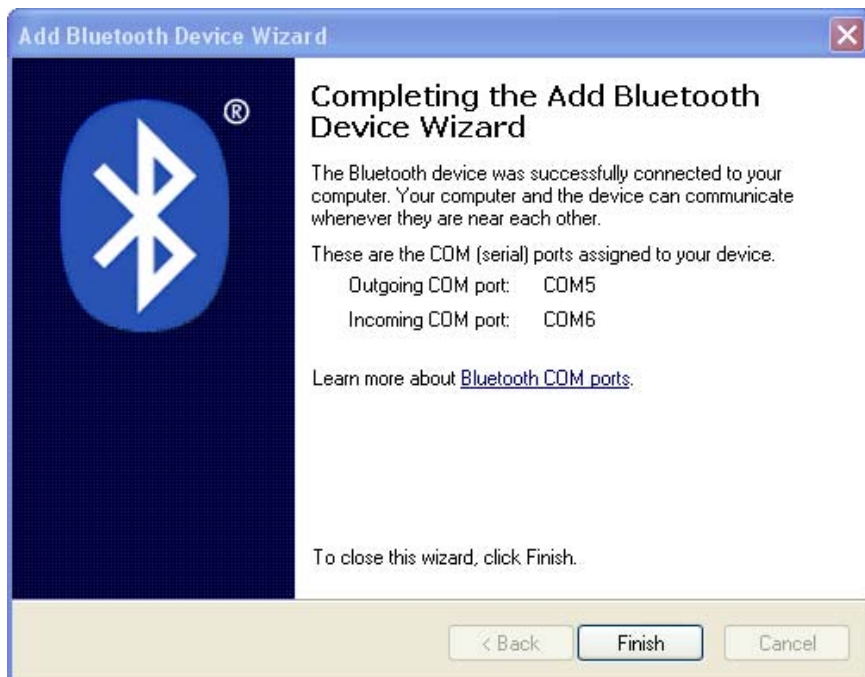 Add Bluetooth Device Wizard
®
Completing the Add Bluetooth
Device Wizard
The Bluetooth device was successfully connected to your
computer. Your computer and the device can communicate
whenever they are near each other.
These are the COM (serial) ports assigned to your device.
Outgoing COM port: COM5
Incoming COM port: COM6
Learn more about Bluetooth COM ports.
To close this wizard, click Finish.
< Back Finish Cancel